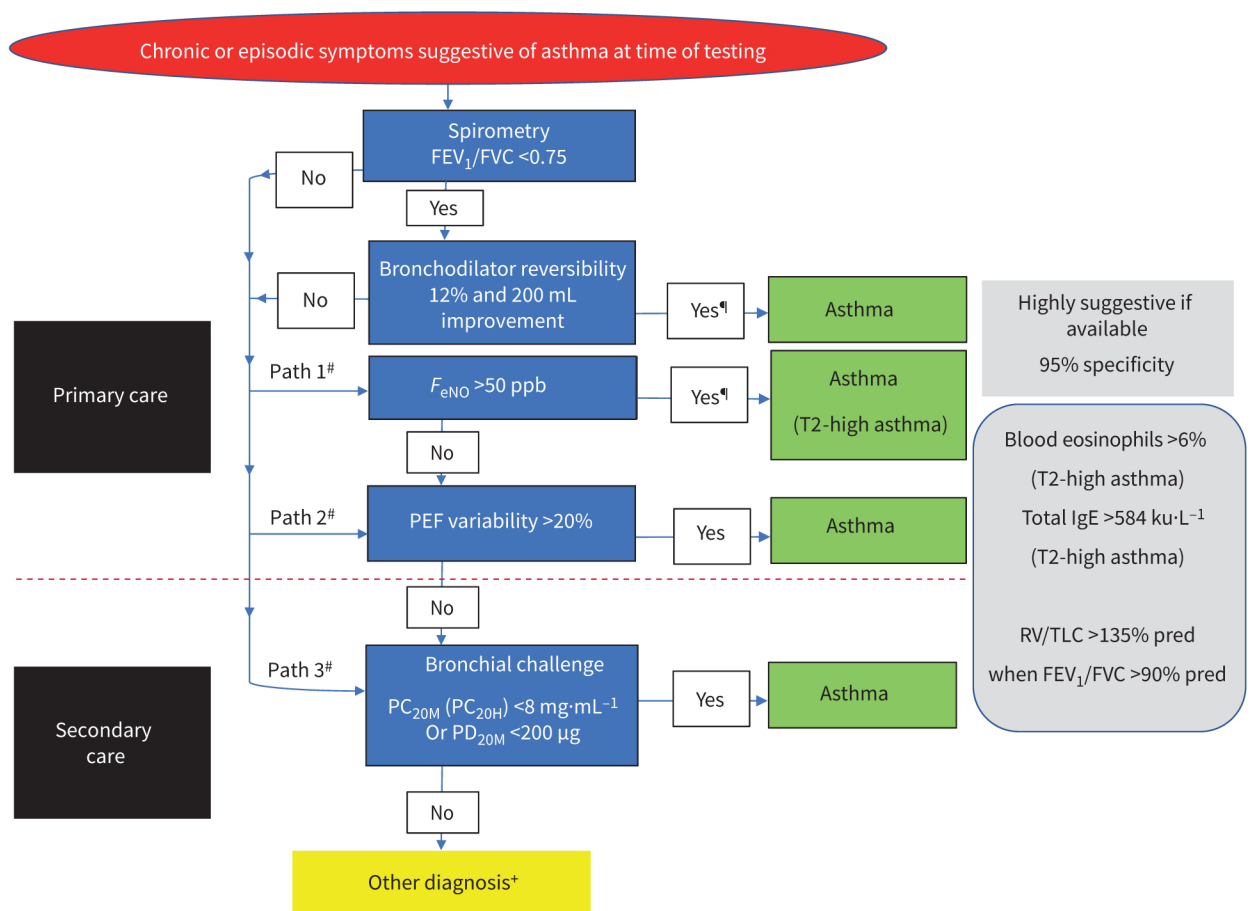 Chronic or episodic symptoms suggestive of asthma at time of testing
Spirometry
FEV₁/FVC <0.75
No
Yes
Bronchodilator reversibility
12% and 200 mL
improvement
No
Yes¶
Asthma
Highly suggestive if
available
95% specificity
Primary care
Path 1#
FeNO >50 ppb
Yes¶
Asthma
(T2-high asthma)
No
Blood eosinophils >6%
(T2-high asthma)
Total IgE >584 ku·L⁻¹
(T2-high asthma)
RV/TLC >135% pred
when FEV₁/FVC >90% pred
Path 2#
PEF variability >20%
Yes
Asthma
No
Secondary
care
Path 3#
Bronchial challenge
PC₂₀M (PC₂₀H) <8 mg·mL⁻¹
Or PD₂₀M <200 µg
Yes
Asthma
No
Other diagnosis⁺